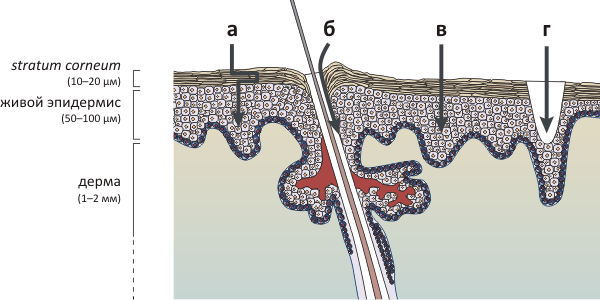 а б в г
stratum corneum
(10–20 μм)
живой эпидермис
(50–100 μм)
дерма
(1–2 мм)